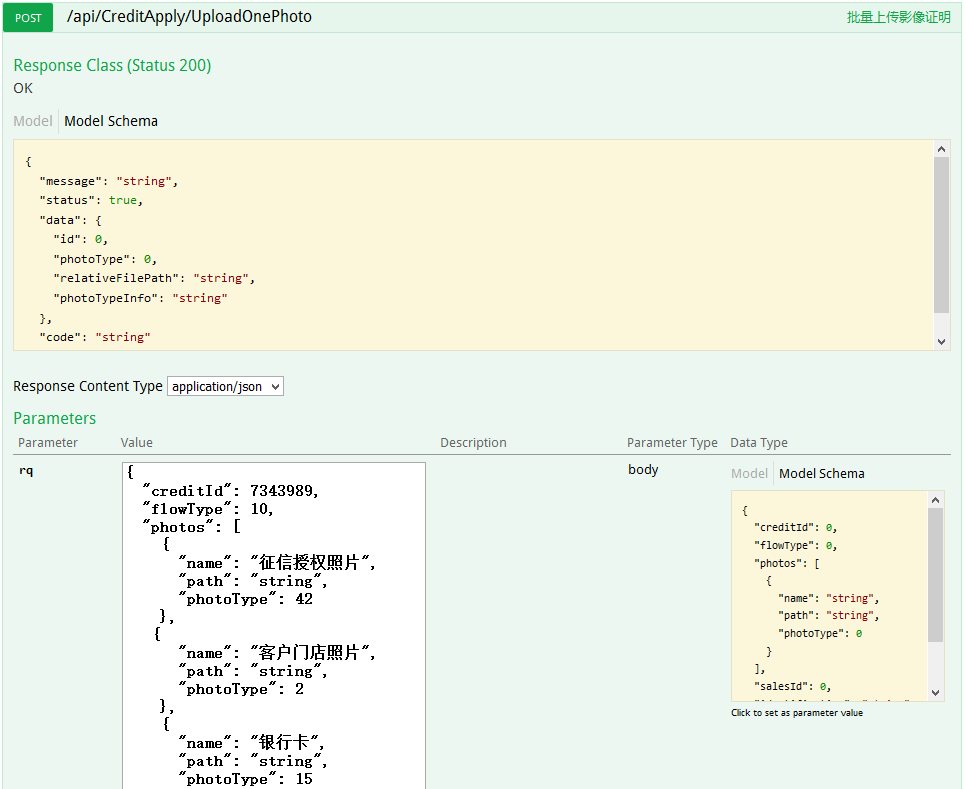 POST /api/CreditApply/UploadOnePhoto 批量上传影像证明
Response Class (Status 200)
OK
Model Model Schema
{
"message": "string",
"status": true,
"data": {
"id": 0,
"photoType": 0,
"relativeFilePath": "string",
"photoTypeInfo": "string"
},
"code": "string"
Response Content Type application/json
Parameters
Parameter Value Description Parameter Type Data Type
rq body
Model Model Schema
{
"creditId": 7343989,
"flowType": 10,
"photos": [
{
"name": "征信授权照片",
"path": "string",
"photoType": 42
},
{
"name": "客户门店照片",
"path": "string",
"photoType": 2
},
{
"name": "银行卡",
"path": "string",
"photoType": 15
{
"creditId": 0,
"flowType": 0,
"photos": [
{
"name": "string",
"path": "string",
"photoType": 0
}
],
"salesId": 0,
Click to set as parameter value